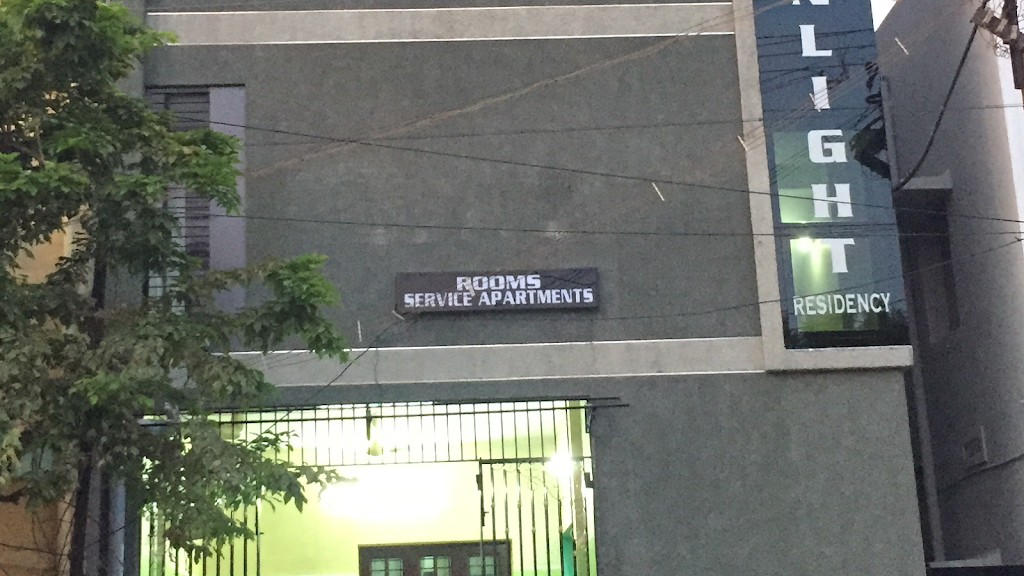 ROOMS
SERVICE APARTMENTS
NLIGHT
RESIDENCY